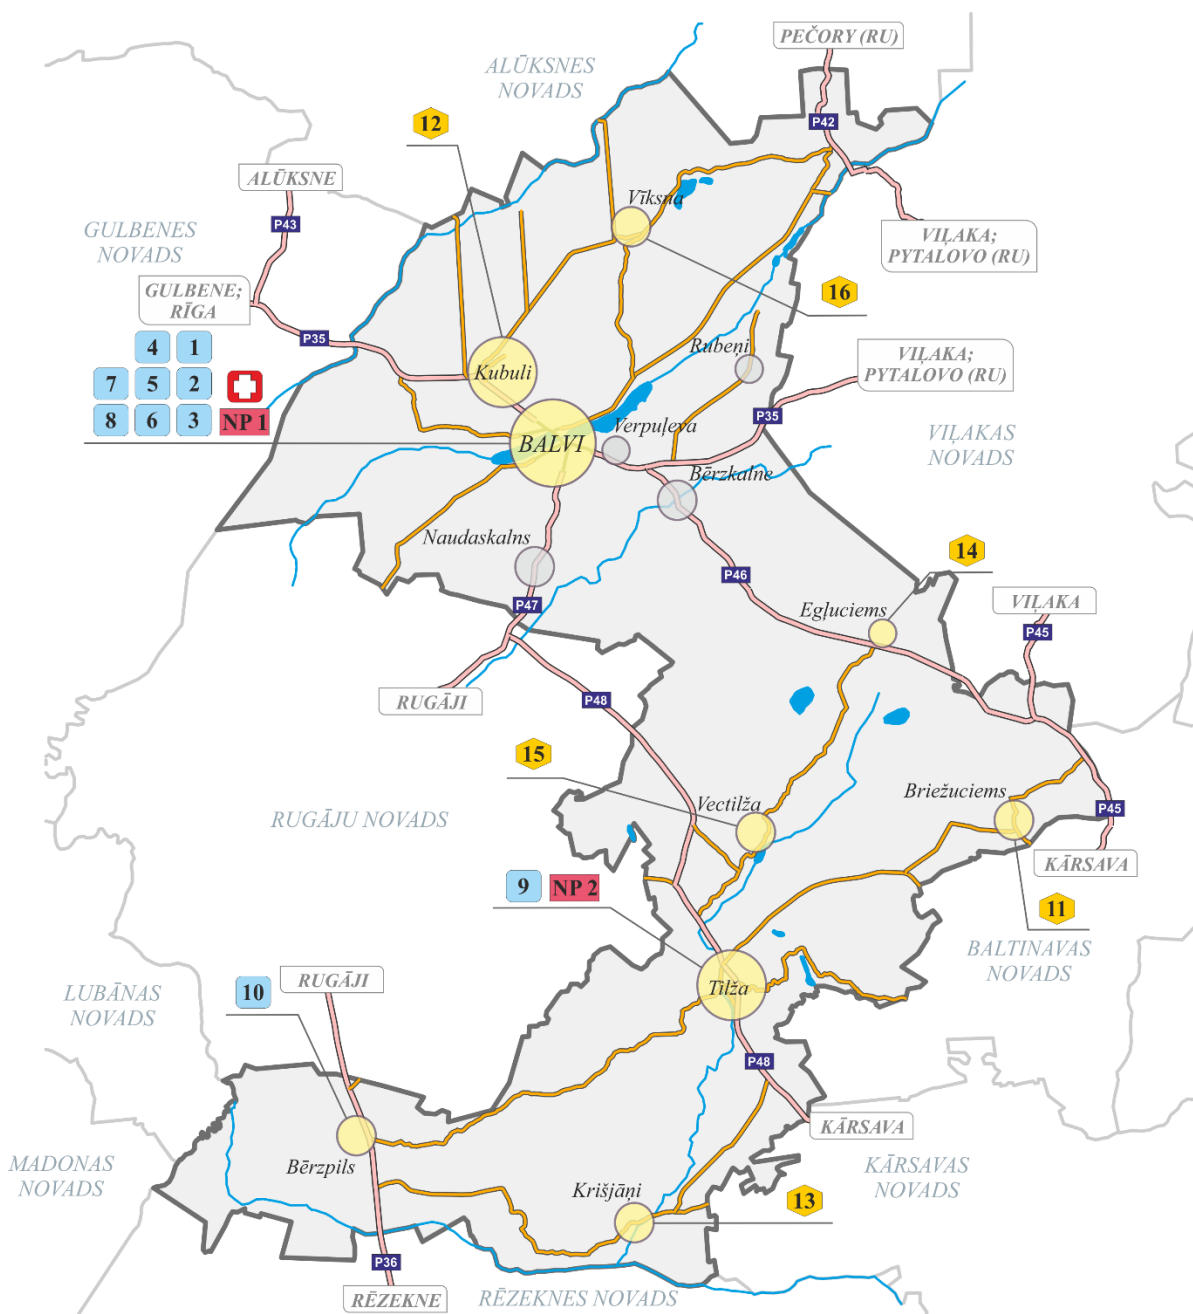 PEČORY (RU)
ALŪKSNES
NOVADS
12
P42
ALŪKSNE
Vīksna
P43
GULBENES
NOVADS
VIĻAKA;
PYTALOVO (RU)
GULBENE;
RĪGA
16
P35
4 1
7 5 2
8 6 3 NP 1
Rubeņi
VIĻAKA;
PYTALOVO (RU)
Kubuli
P35
Verpuļeva
BALVI
VIĻAKAS
NOVADS
Bērzkalne
Naudaskalns
14
P46
P47
Egļuciems
VIĻAKA
P45
RUGĀJI
P48
15
Vectilža
Briežuciems
P45
RUGĀJU NOVADS
KĀRSAVA
9 NP 2
11
BALTINAVAS
NOVADS
RUGĀJI
10
Tilža
LUBĀNAS
NOVADS
P48
KĀRSAVA
Bērzpils
MADONAS
NOVADS
KĀRSAVAS
NOVADS
Krišjāņi
13
P36
RĒZEKNE
RĒZEKNES NOVADS